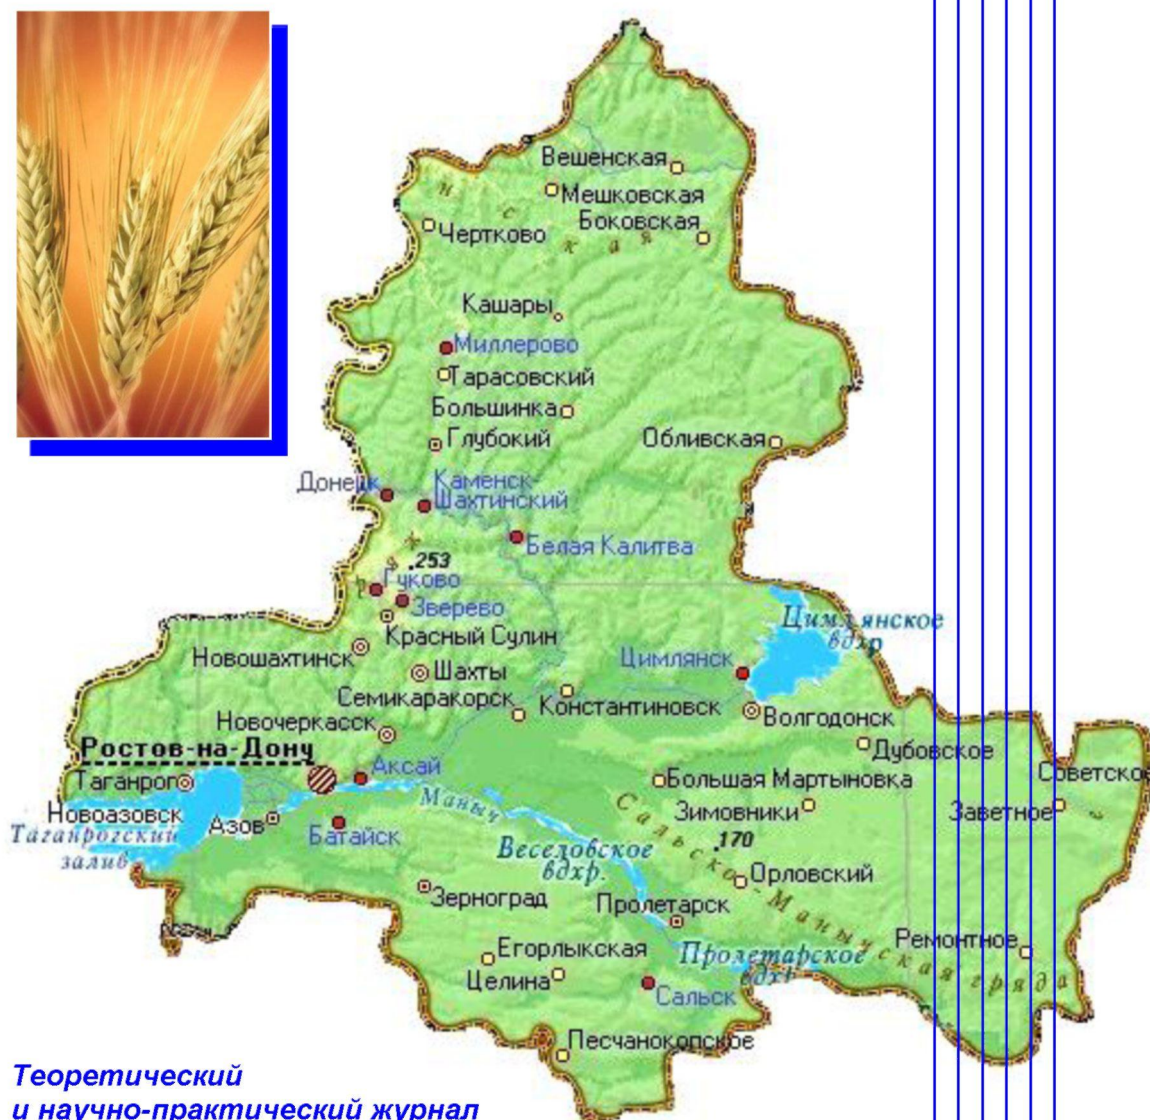 Вешенская
Мешковская
Боковская
Чертково
н с к а я
Кашары
Миллерово
Тарасовский
Большинка
Глубокий
Обливская
Донецк
Каменск-
Шахтинский
Белая Калитва
.253
Гуково
Зверево
Красный Сулин
Цимлянское
вдхр
Новошахтинск
Шахты
Цимлянск
Семикаракорск
Константиновск
Волгодонск
Новочеркасск
Дубовское
Ростов-на-Дону
Аксай
Советское
Таганрог
Большая Мартыновка
Новоазовск
Азов
Маныч
Зимовники
Заветное
Таганрогский
залив
Батайск
Веселовское
вдхр.
.170
Сальско-Манычская гряда
Орловский
Зерноград
Пролетарск
Егорлыкская
Ремонтное
Целина
Пролетарское
вдхр
Сальск
Песчанокопское
Теоретический
и научно-практический журнал